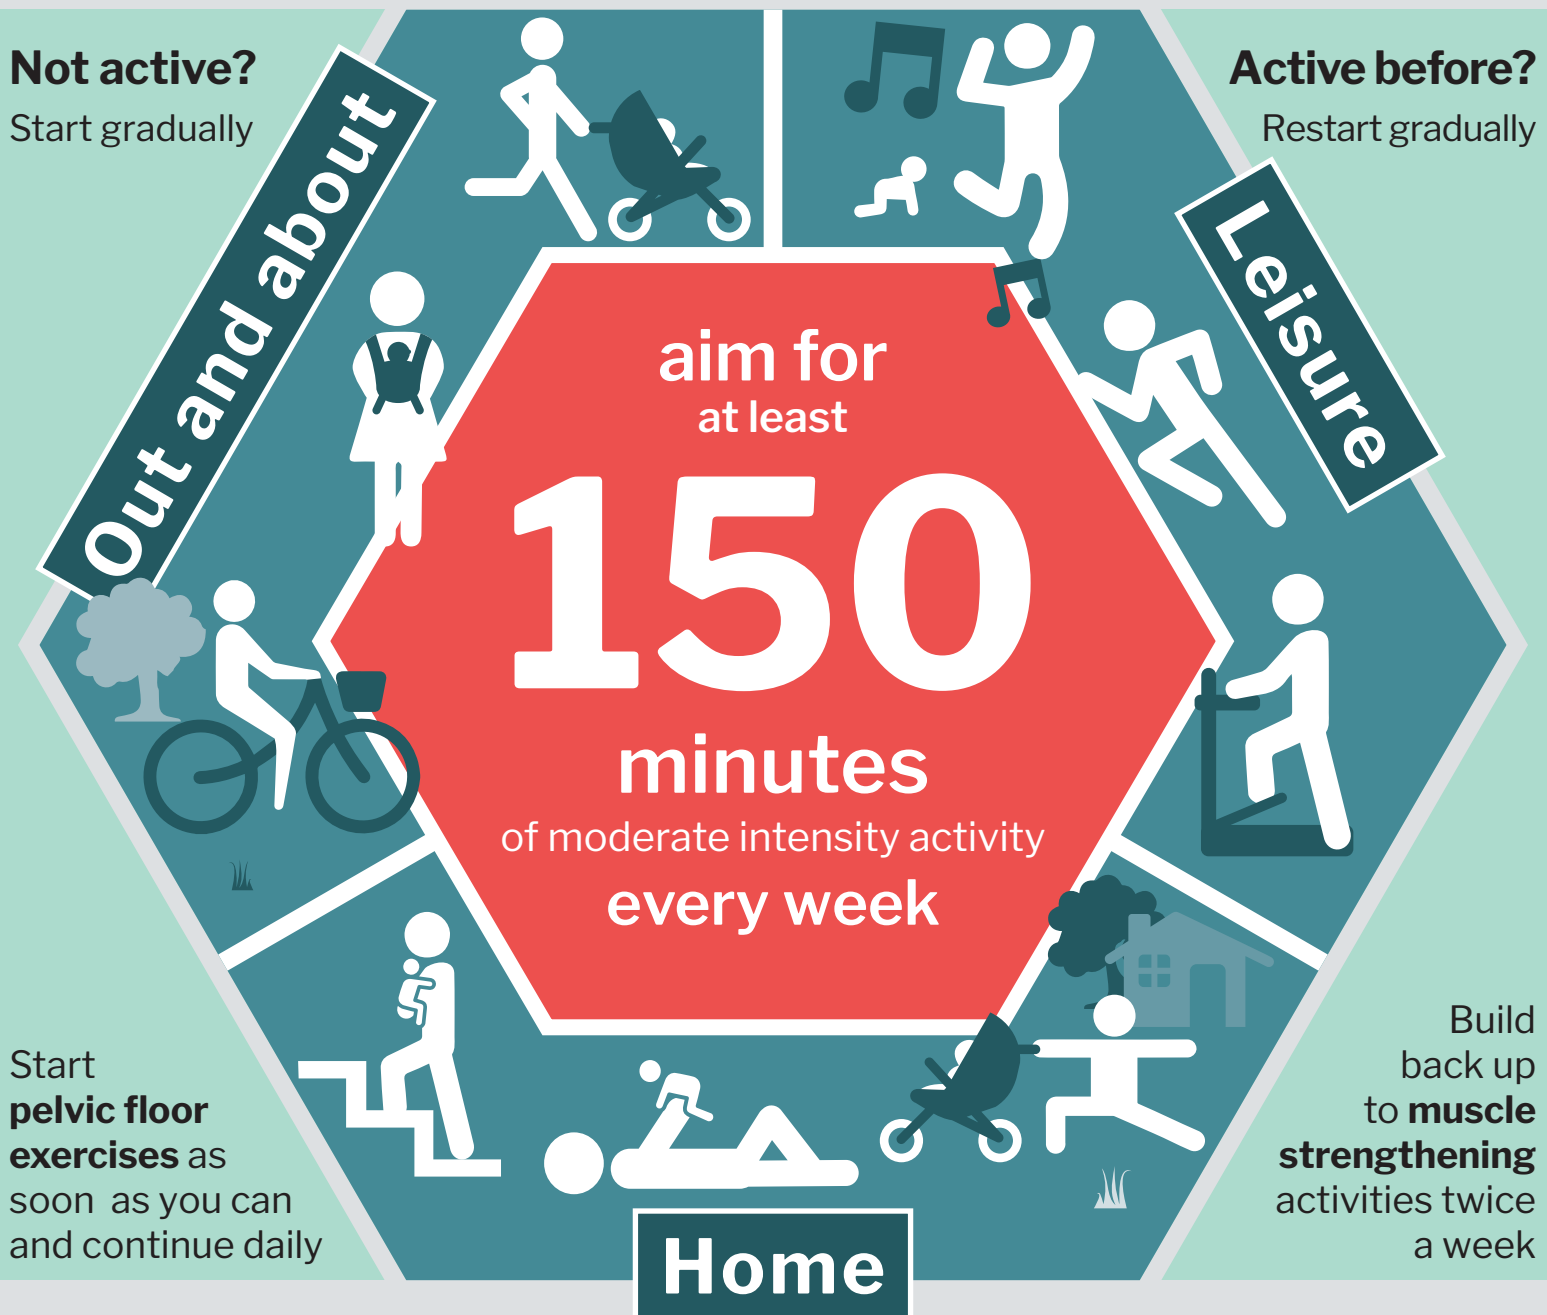 Not active?
Start gradually
Active before?
Restart gradually
Out and about
Leisure
aim for
at least
150
minutes
of moderate intensity activity
every week
Start
pelvic floor
exercises as
soon as you can
and continue daily
Build
back up
to muscle
strengthening
activities twice
a week
Home